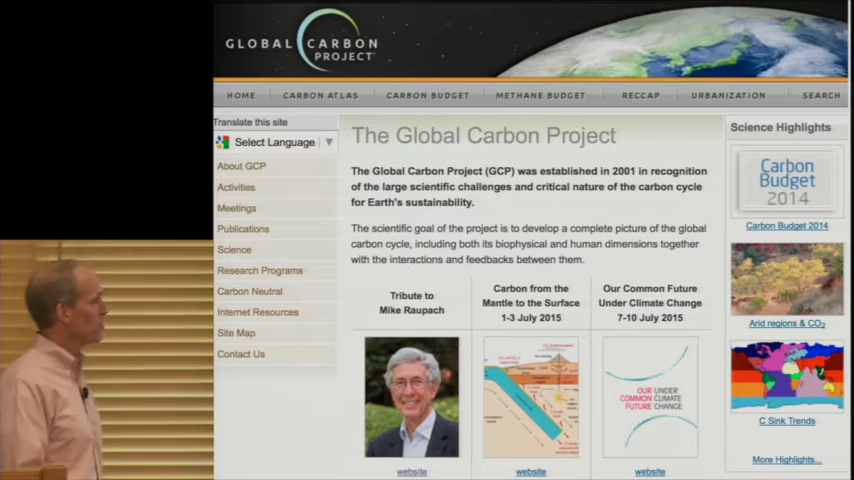 GLOBAL CARBON
PROJECT
HOME
CARBON ATLAS
CARBON BUDGET
METHANE BUDGET
RECCAP
URBANIZATION
SEARCH
Translate this site
Select Language
About GCP
Activities
Meetings
Publications
Science
Research Programs
Carbon Neutral
Internet Resources
Site Map
Contact Us
The Global Carbon Project
The Global Carbon Project (GCP) was established in 2001 in recognition
of the large scientific challenges and critical nature of the carbon cycle
for Earth's sustainability.
The scientific goal of the project is to develop a complete picture of the global
carbon cycle, including both its biophysical and human dimensions together
with the interactions and feedbacks between them.
Tribute to
Mike Raupach
website
Carbon from the
Mantle to the Surface
1-3 July 2015
website
Our Common Future
Under Climate Change
7-10 July 2015
OUR UNDER
COMMON CLIMATE
FUTURE CHANGE
website
Science Highlights
Carbon
Budget
2014
Carbon Budget 2014
Arid regions & CO₂
C Sink Trends
More Highlights...